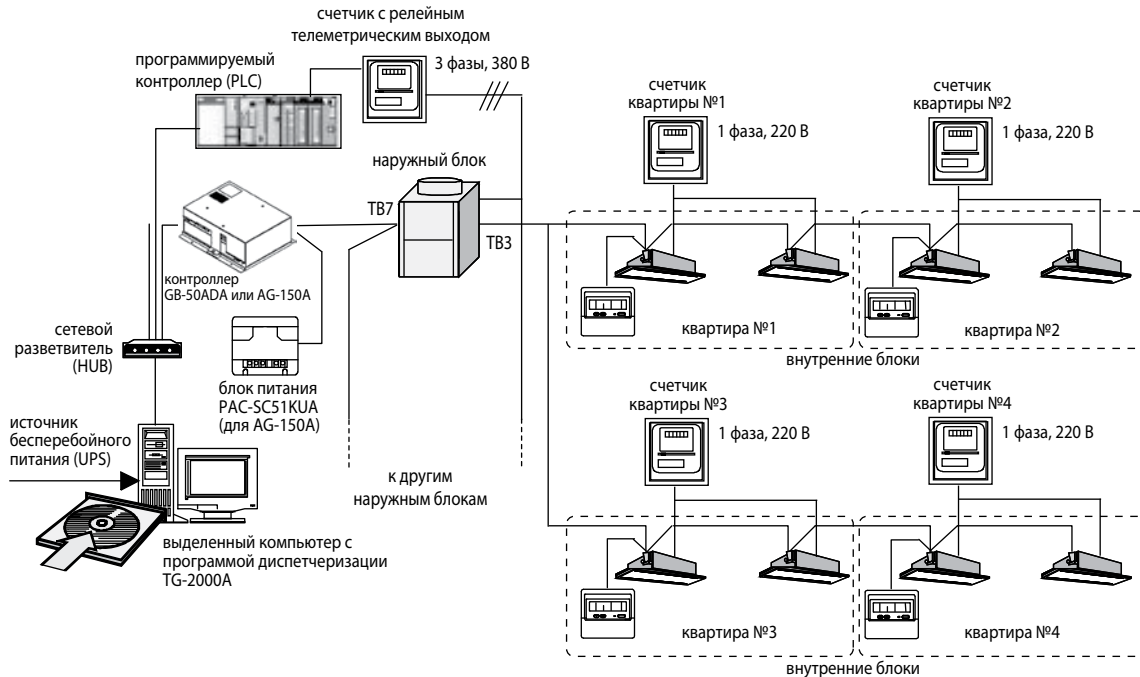 счетчик с релейным
телеметрическим выходом
программируемый
контроллер (PLC)
3 фазы, 380 В
счетчик
квартиры №1
1 фаза, 220 В
счетчик
квартиры №2
1 фаза, 220 В
наружный блок
TB7
TB3
контроллер
GB-50ADA или AG-150A
сетевой
разветвитель
(HUB)
блок питания
PAC-SC51KUA
(для AG-150A)
квартира №1
квартира №2
внутренние блоки
источник
бесперебойного
питания (UPS)
к другим
наружным блокам
выделенный компьютер с
программой диспетчеризации
TG-2000A
счетчик
квартиры №3
1 фаза, 220 В
счетчик
квартиры №4
1 фаза, 220 В
квартира №3
квартира №4
внутренние блоки